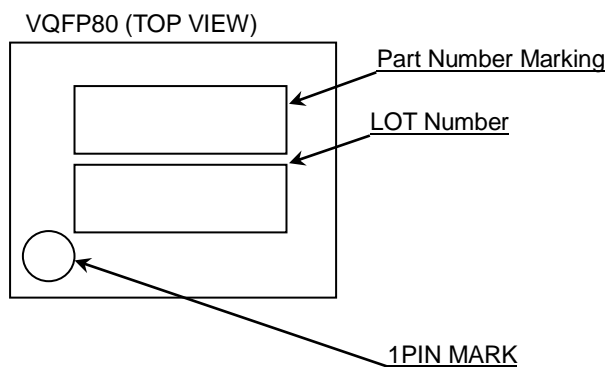 VQFP80 (TOP VIEW)
Part Number Marking
LOT Number
1PIN MARK